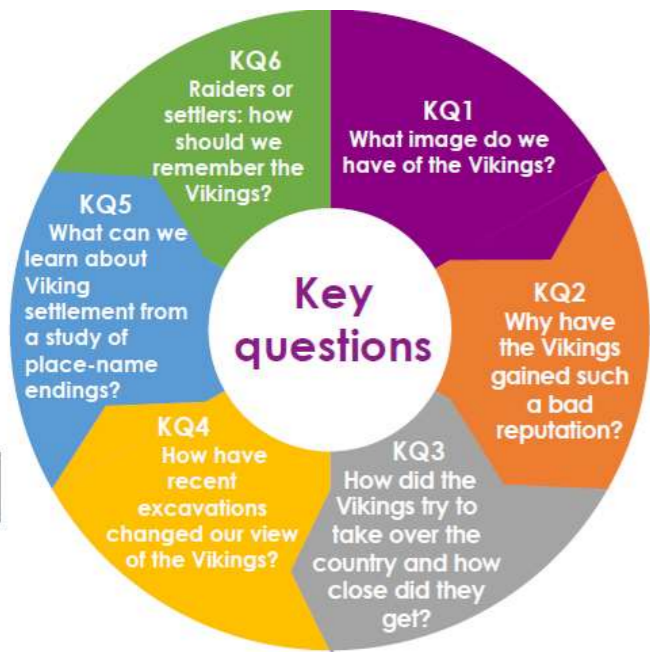 Key
questions
KQ1
What image do we
have of the Vikings?
KQ2
Why have
the Vikings
gained such
a bad
reputation?
KQ3
How did the
Vikings try to
take over the
country and how
close did they
get?
KQ4
How have
recent
excavations
changed our view
of the Vikings?
KQ5
What can we
learn about
Viking
settlement from
a study of
place-name
endings?
KQ6
Raiders or
settlers: how
should we
remember the
Vikings?